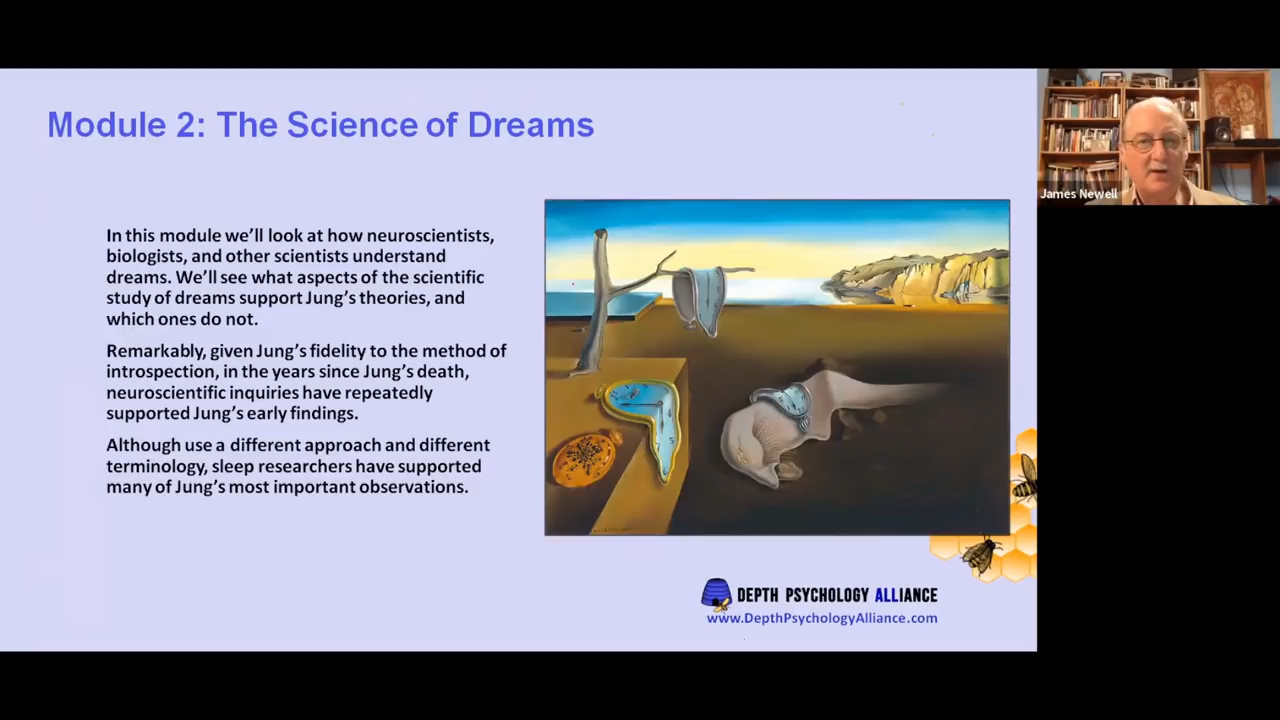 Module 2: The Science of Dreams
In this module we'll look at how neuroscientists,
biologists, and other scientists understand
dreams. We'll see what aspects of the scientific
study of dreams support Jung's theories, and
which ones do not.
Remarkably, given Jung's fidelity to the method of
introspection, in the years since Jung's death,
neuroscientific inquiries have repeatedly
supported Jung's early findings.
Although use a different approach and different
terminology, sleep researchers have supported
many of Jung's most important observations.
DEPTH PSYCHOLOGY ALLIANCE
www.DepthPsychologyAlliance.com
James Newell